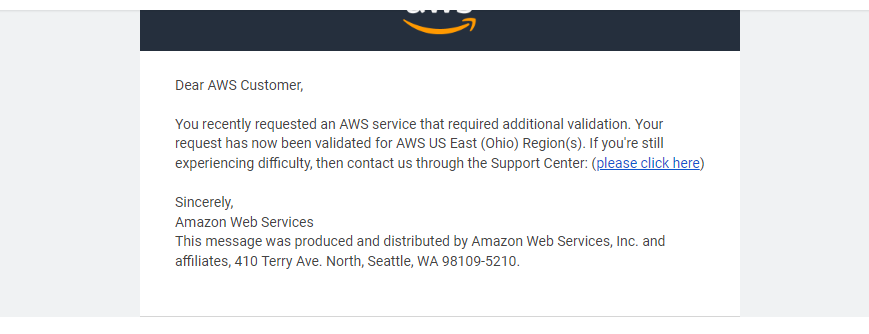 aws
Dear AWS Customer,
You recently requested an AWS service that required additional validation. Your
request has now been validated for AWS US East (Ohio) Region(s). If you're still
experiencing difficulty, then contact us through the Support Center: (please click here)
Sincerely,
Amazon Web Services
This message was produced and distributed by Amazon Web Services, Inc. and
affiliates, 410 Terry Ave. North, Seattle, WA 98109-5210.